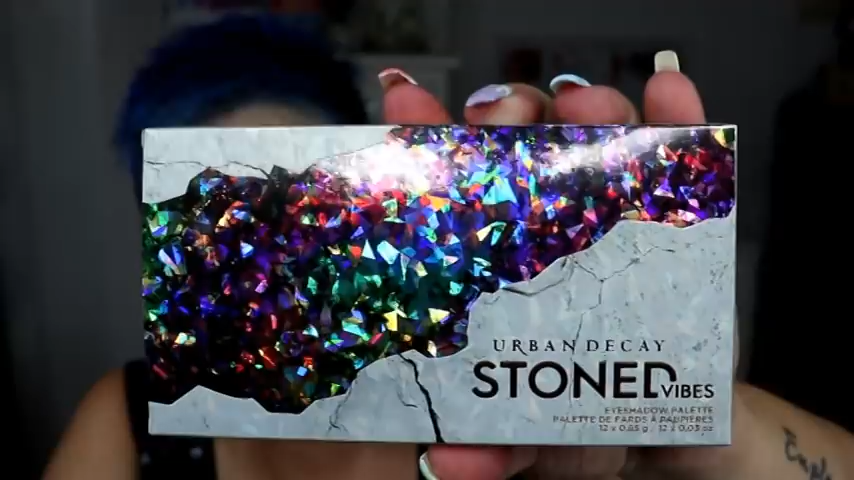 URBAN DECAY
STONED VIBES
EYESHADOW PALETTE
PALETTE DE FARDS À PAUPIÈRES
12 x 0.85 g 12 x 0.03 oz